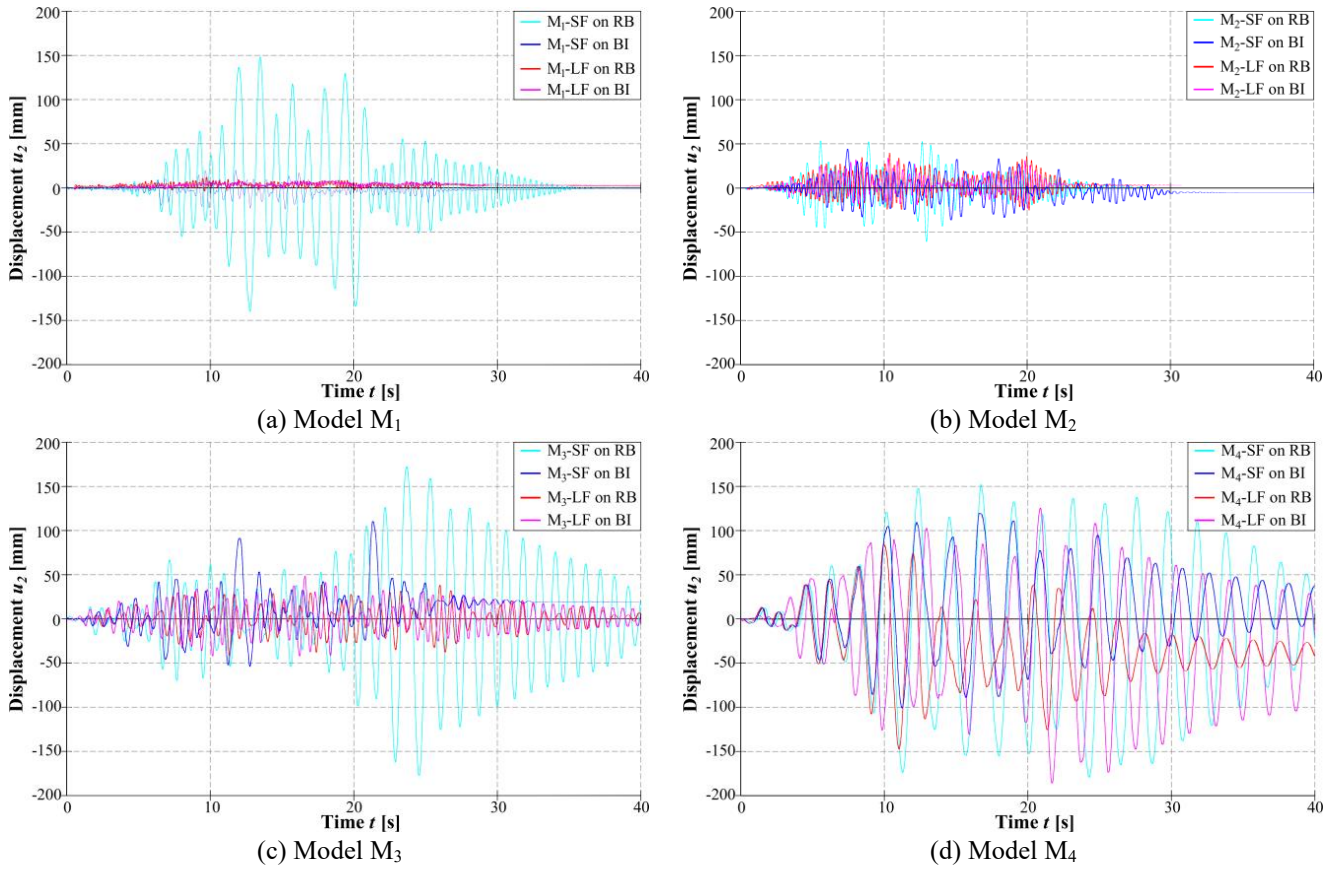 200
150
100
50
0
-50
-100
-150
-200
Displacement u2 [mm]
M1-SF on RB
M1-SF on BI
M1-LF on RB
M1-LF on BI
0 10 20 30 40
Time t [s]
(a) Model M1
200
150
100
50
0
-50
-100
-150
-200
Displacement u2 [mm]
M2-SF on RB
M2-SF on BI
M2-LF on RB
M2-LF on BI
0 10 20 30 40
Time t [s]
(b) Model M2
200
150
100
50
0
-50
-100
-150
-200
Displacement u2 [mm]
M3-SF on RB
M3-SF on BI
M3-LF on RB
M3-LF on BI
0 10 20 30 40
Time t [s]
(c) Model M3
200
150
100
50
0
-50
-100
-150
-200
Displacement u2 [mm]
M4-SF on RB
M4-SF on BI
M4-LF on RB
M4-LF on BI
0 10 20 30 40
Time t [s]
(d) Model M4